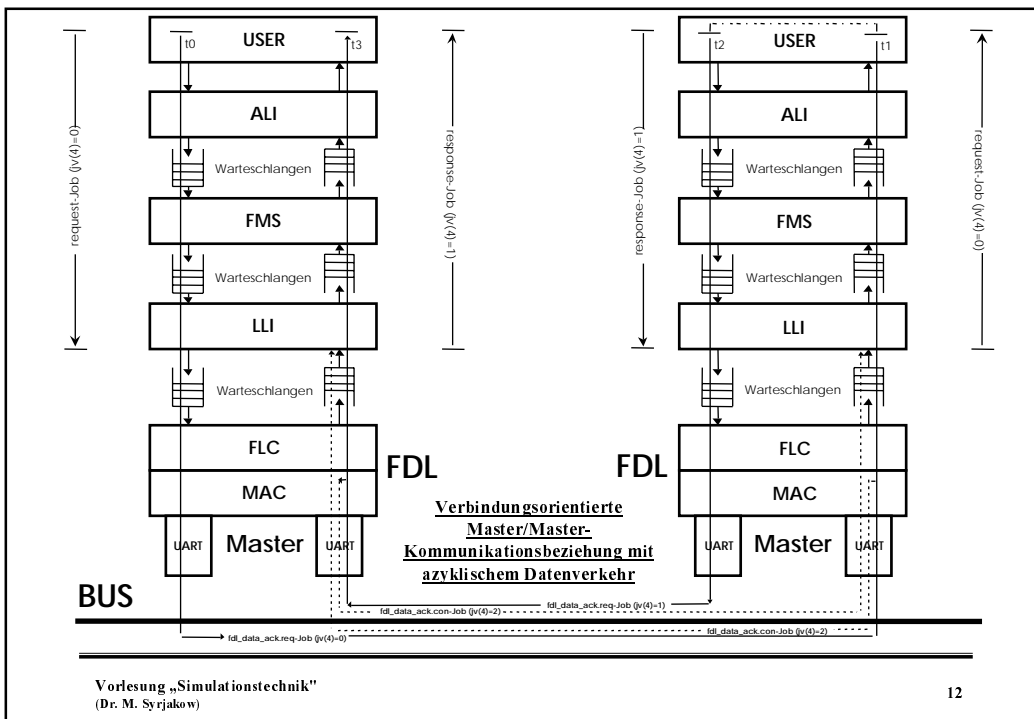 USER
t0
t3
ALI
Warteschlangen
FMS
Warteschlangen
LLI
Warteschlangen
FLC
MAC
FDL
UART
Master
UART
request-Job (jv(4)=0)
response-Job (jv(4)=1)
USER
t2
t1
ALI
Warteschlangen
FMS
Warteschlangen
LLI
Warteschlangen
FLC
MAC
FDL
UART
Master
UART
response-Job (jv(4)=1)
request-Job (jv(4)=0)
Verbindungsorientierte
Master/Master-
Kommunikationsbeziehung mit
azyklischem Datenverkehr
BUS
fdl_data_ack.req-Job (jv(4)=1)
fdl_data_ack.con-Job (jv(4)=2)
fdl_data_ack.req-Job (jv(4)=0)
fdl_data_ack.con-Job (jv(4)=2)
Vorlesung „Simulationstechnik"
(Dr. M. Syrjakow)
12